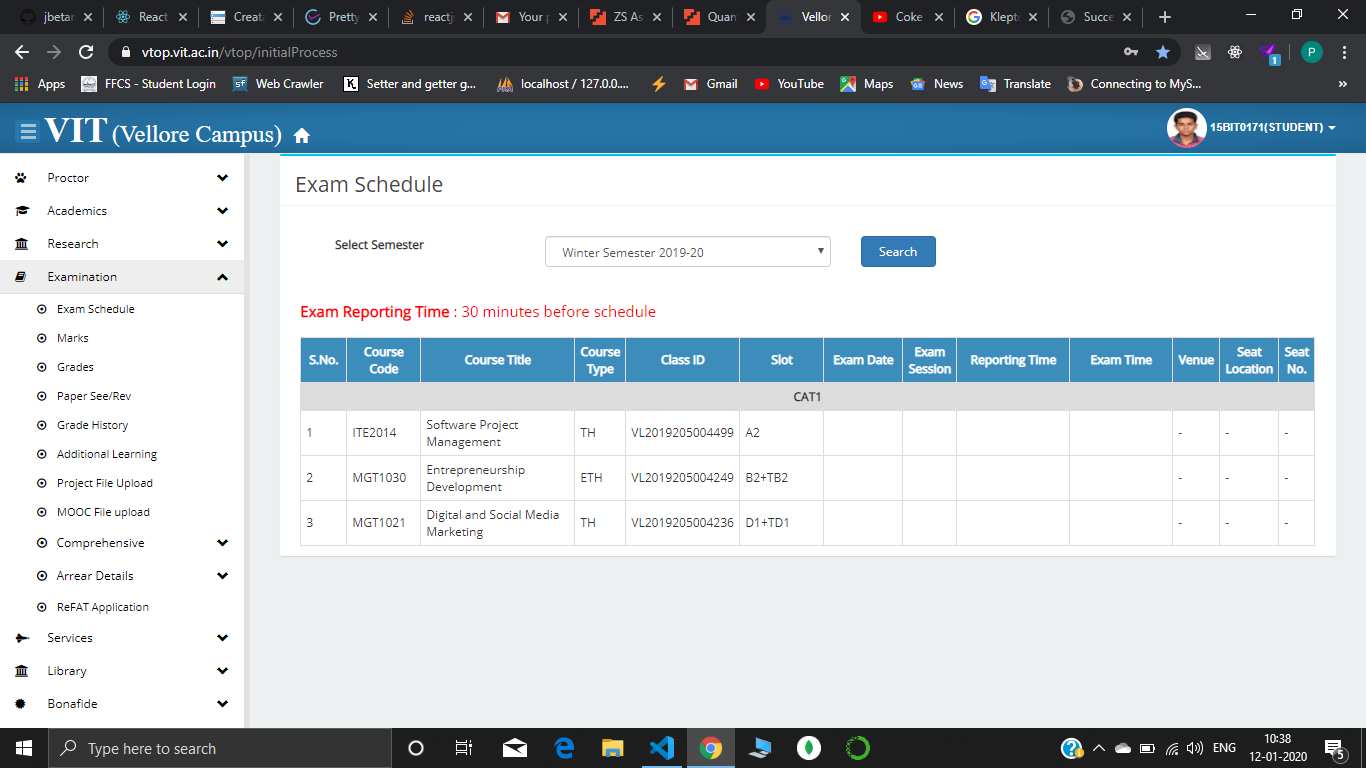 jbetar
React
Creata
Pretty
reactj
Your p
ZS As
Quan
Vellor
Coke
Klept
Succe
vtop.vit.ac.in/vtop/initialProcess
1
P
Apps
FFCS - Student Login
sf
Web Crawler
K
Setter and getter g...
localhost / 127.0.0....
Gmail
YouTube
Maps
News
Translate
Connecting to MyS...
»
VIT (Vellore Campus)
15BIT0171(STUDENT)
Proctor
Academics
Research
Examination
Exam Schedule
Marks
Grades
Paper See/Rev
Grade History
Additional Learning
Project File Upload
MOOC File upload
Comprehensive
Arrear Details
ReFAT Application
Services
Library
Bonafide
Exam Schedule
Select Semester
Winter Semester 2019-20
Search
Exam Reporting Time : 30 minutes before schedule
S.No. Course Code Course Title Course Type Class ID Slot Exam Date Exam Session Reporting Time Exam Time Venue Seat Location Seat No.
CAT1
1 ITE2014 Software Project Management TH VL2019205004499 A2 - - -
2 MGT1030 Entrepreneurship Development ETH VL2019205004249 B2+TB2 - - -
3 MGT1021 Digital and Social Media Marketing TH VL2019205004236 D1+TD1 - - -
Type here to search
ENG
10:38
12-01-2020
5